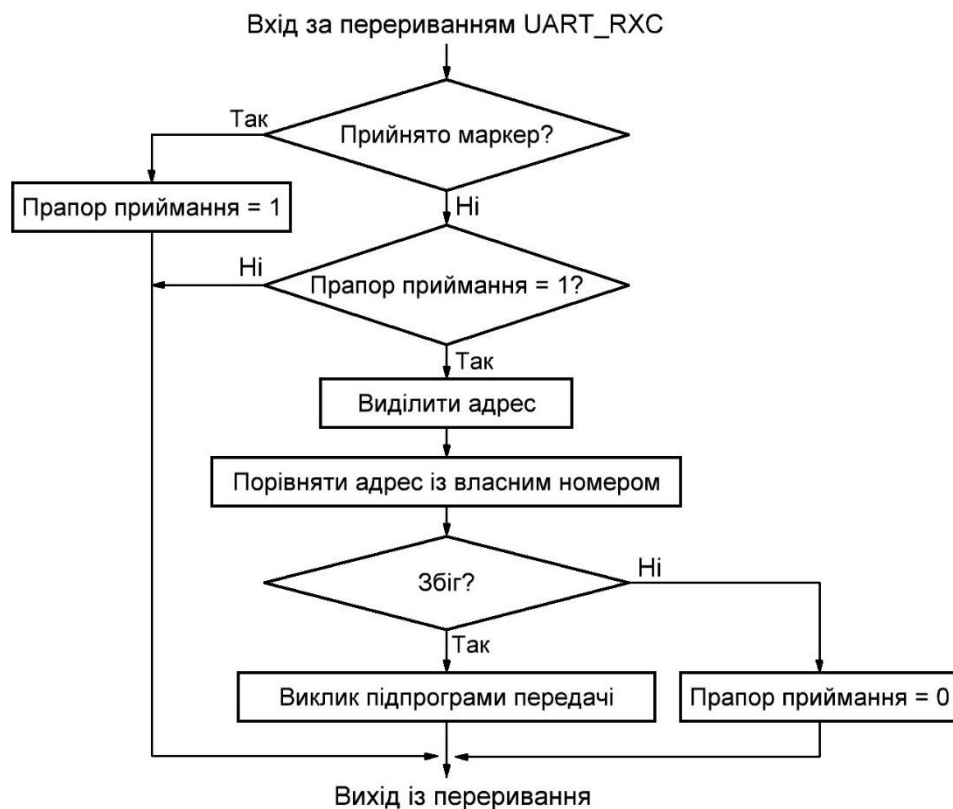 Вхід за перериванням UART_RXC
Так
Прийнято маркер?
Прапор приймання = 1
Ні
Ні
Прапор приймання = 1?
Так
Виділити адрес
Порівняти адрес із власним номером
Збіг?
Ні
Так
Виклик підпрограми передачі
Прапор приймання = 0
Вихід із переривання